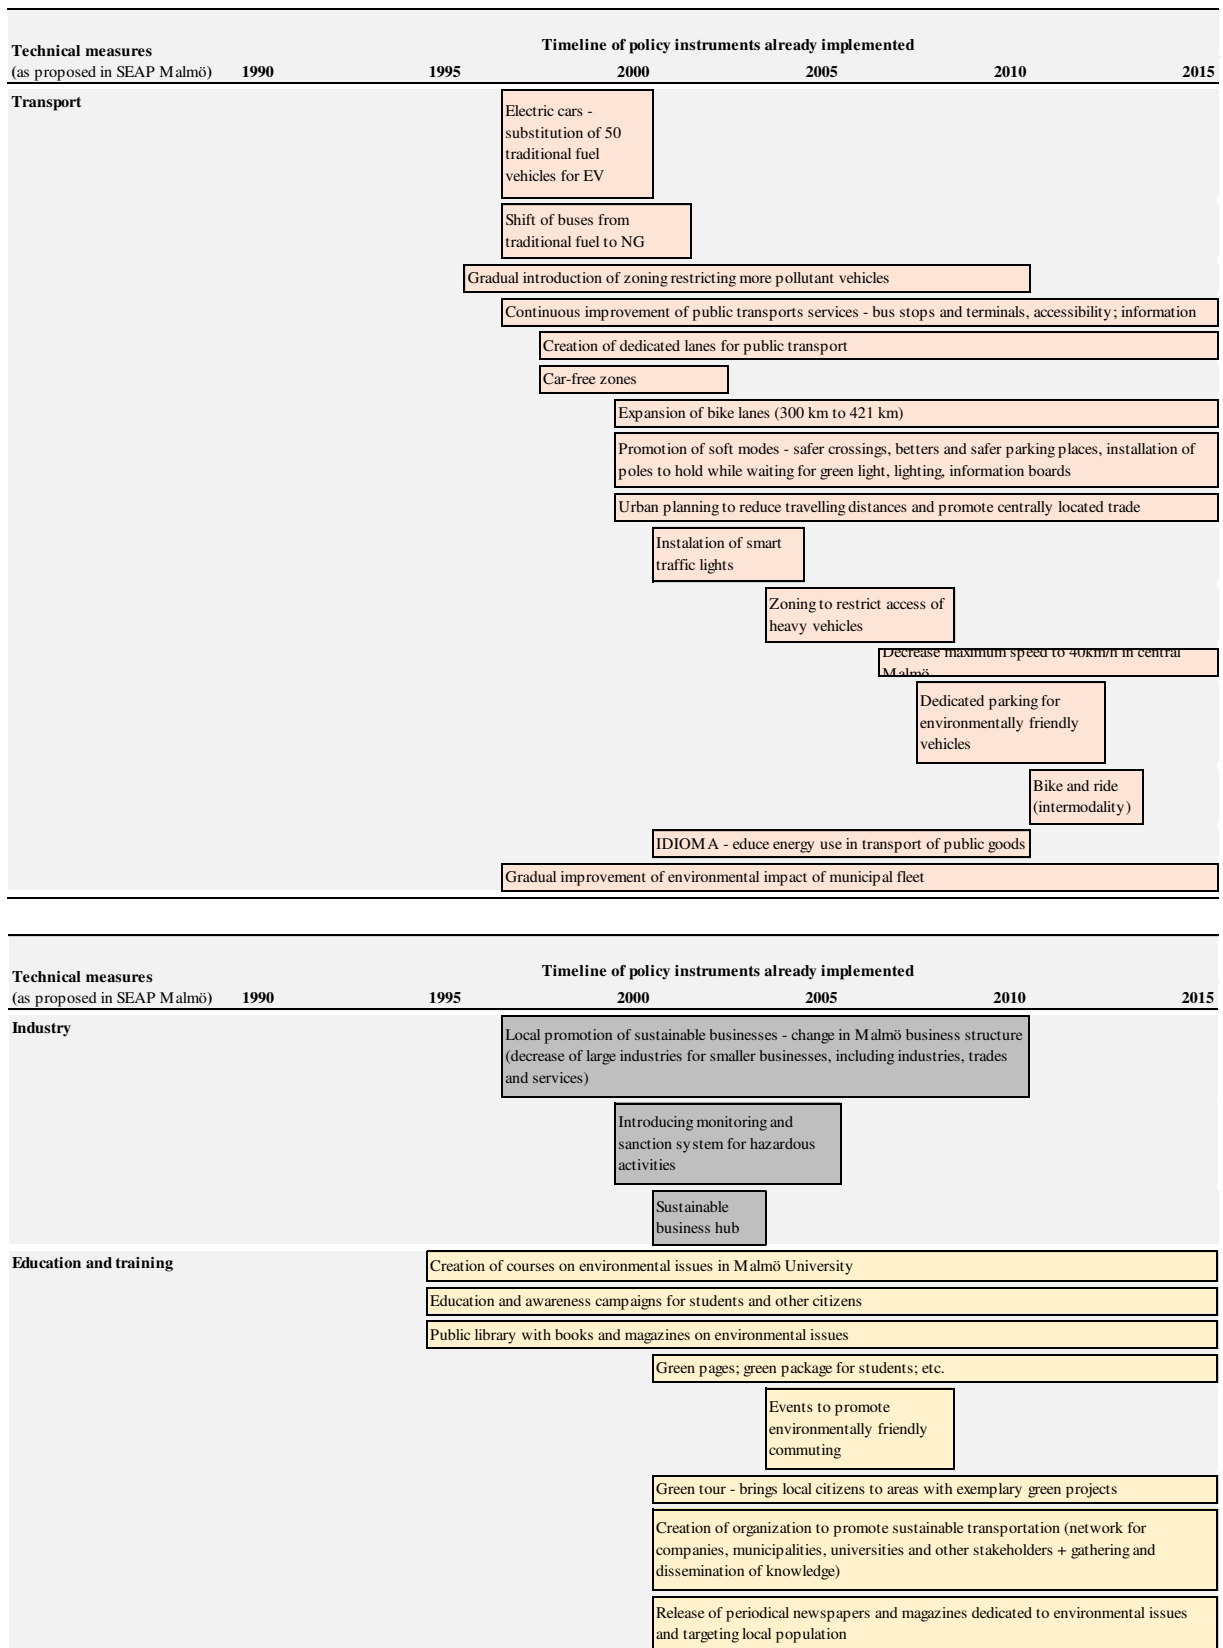 Technical measures
(as proposed in SEAP Malmö)
Timeline of policy instruments already implemented
1990 1995 2000 2005 2010 2015
Transport
Electric cars -
substitution of 50
traditional fuel
vehicles for EV
Shift of buses from
traditional fuel to NG
Gradual introduction of zoning restricting more pollutant vehicles
Continuous improvement of public transports services - bus stops and terminals, accessibility; information
Creation of dedicated lanes for public transport
Car-free zones
Expansion of bike lanes (300 km to 421 km)
Promotion of soft modes - safer crossings, betters and safer parking places, installation of
poles to hold while waiting for green light, lighting, information boards
Urban planning to reduce travelling distances and promote centrally located trade
Instalation of smart
traffic lights
Zoning to restrict access of
heavy vehicles
Decrease maximum speed to 40km/h in central
Malmö
Dedicated parking for
environmentally friendly
vehicles
Bike and ride
(intermodality)
IDIOMA - educe energy use in transport of public goods
Gradual improvement of environmental impact of municipal fleet
Technical measures
(as proposed in SEAP Malmö)
Timeline of policy instruments already implemented
1990 1995 2000 2005 2010 2015
Industry
Local promotion of sustainable businesses - change in Malmö business structure
(decrease of large industries for smaller businesses, including industries, trades
and services)
Introducing monitoring and
sanction system for hazardous
activities
Sustainable
business hub
Education and training
Creation of courses on environmental issues in Malmö University
Education and awareness campaigns for students and other citizens
Public library with books and magazines on environmental issues
Green pages; green package for students; etc.
Events to promote
environmentally friendly
commuting
Green tour - brings local citizens to areas with exemplary green projects
Creation of organization to promote sustainable transportation (network for
companies, municipalities, universities and other stakeholders + gathering and
dissemination of knowledge)
Release of periodical newspapers and magazines dedicated to environmental issues
and targeting local population